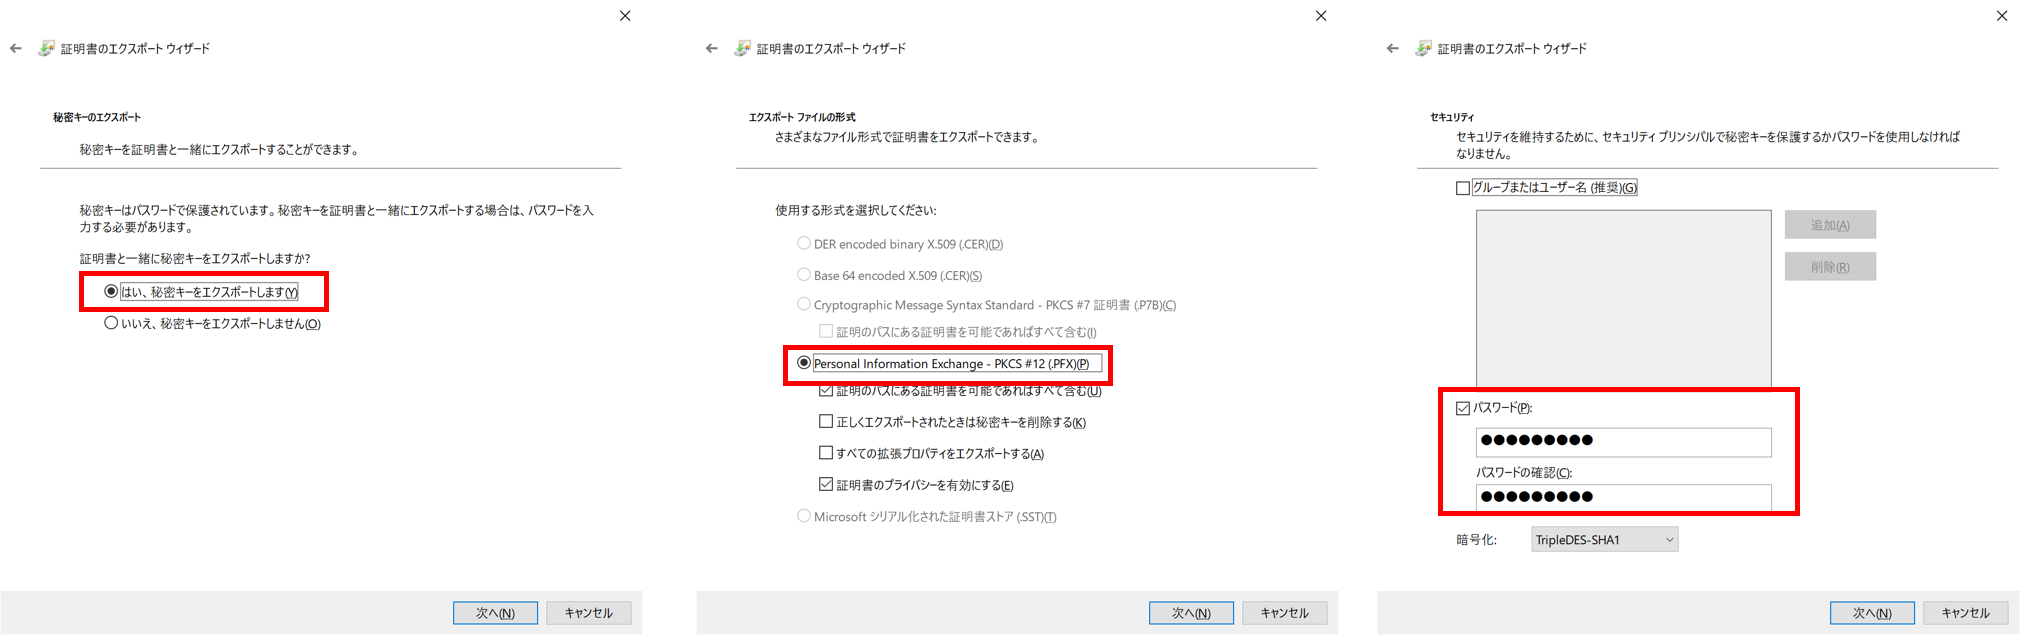 証明書のエクスポート ウィザード
秘密キーのエクスポート
秘密キーを証明書と一緒にエクスポートすることができます。
秘密キーはパスワードで保護されています。秘密キーを証明書と一緒にエクスポートする場合は、パスワードを入
力する必要があります。
証明書と一緒に秘密キーをエクスポートしますか?
はい、秘密キーをエクスポートします(Y)
いいえ、秘密キーをエクスポートしません(O)
次へ(N)
キャンセル
証明書のエクスポート ウィザード
エクスポート ファイルの形式
さまざまなファイル形式で証明書をエクスポートできます。
使用する形式を選択してください:
DER encoded binary X.509 (.CER)(D)
Base 64 encoded X.509 (.CER)(S)
Cryptographic Message Syntax Standard - PKCS #7 証明書 (.P7B)(C)
証明のパスにある証明書を可能であればすべて含む(I)
Personal Information Exchange - PKCS #12 (.PFX)(P)
証明のパスにある証明書を可能であればすべて含む(U)
正しくエクスポートされたときは秘密キーを削除する(K)
すべての拡張プロパティをエクスポートする(A)
証明書のプライバシーを有効にする(E)
Microsoft シリアル化された証明書ストア (.SST)(T)
次へ(N)
キャンセル
証明書のエクスポート ウィザード
セキュリティ
セキュリティを維持するために、セキュリティ プリンシパルで秘密キーを保護するかパスワードを使用しなければ
なりません。
グループまたはユーザー名 (推奨)(G)
追加(A)
削除(R)
パスワード(P):
●●●●●●●●●
パスワードの確認(C):
●●●●●●●●●
暗号化:
TripleDES-SHA1
次へ(N)
キャンセル